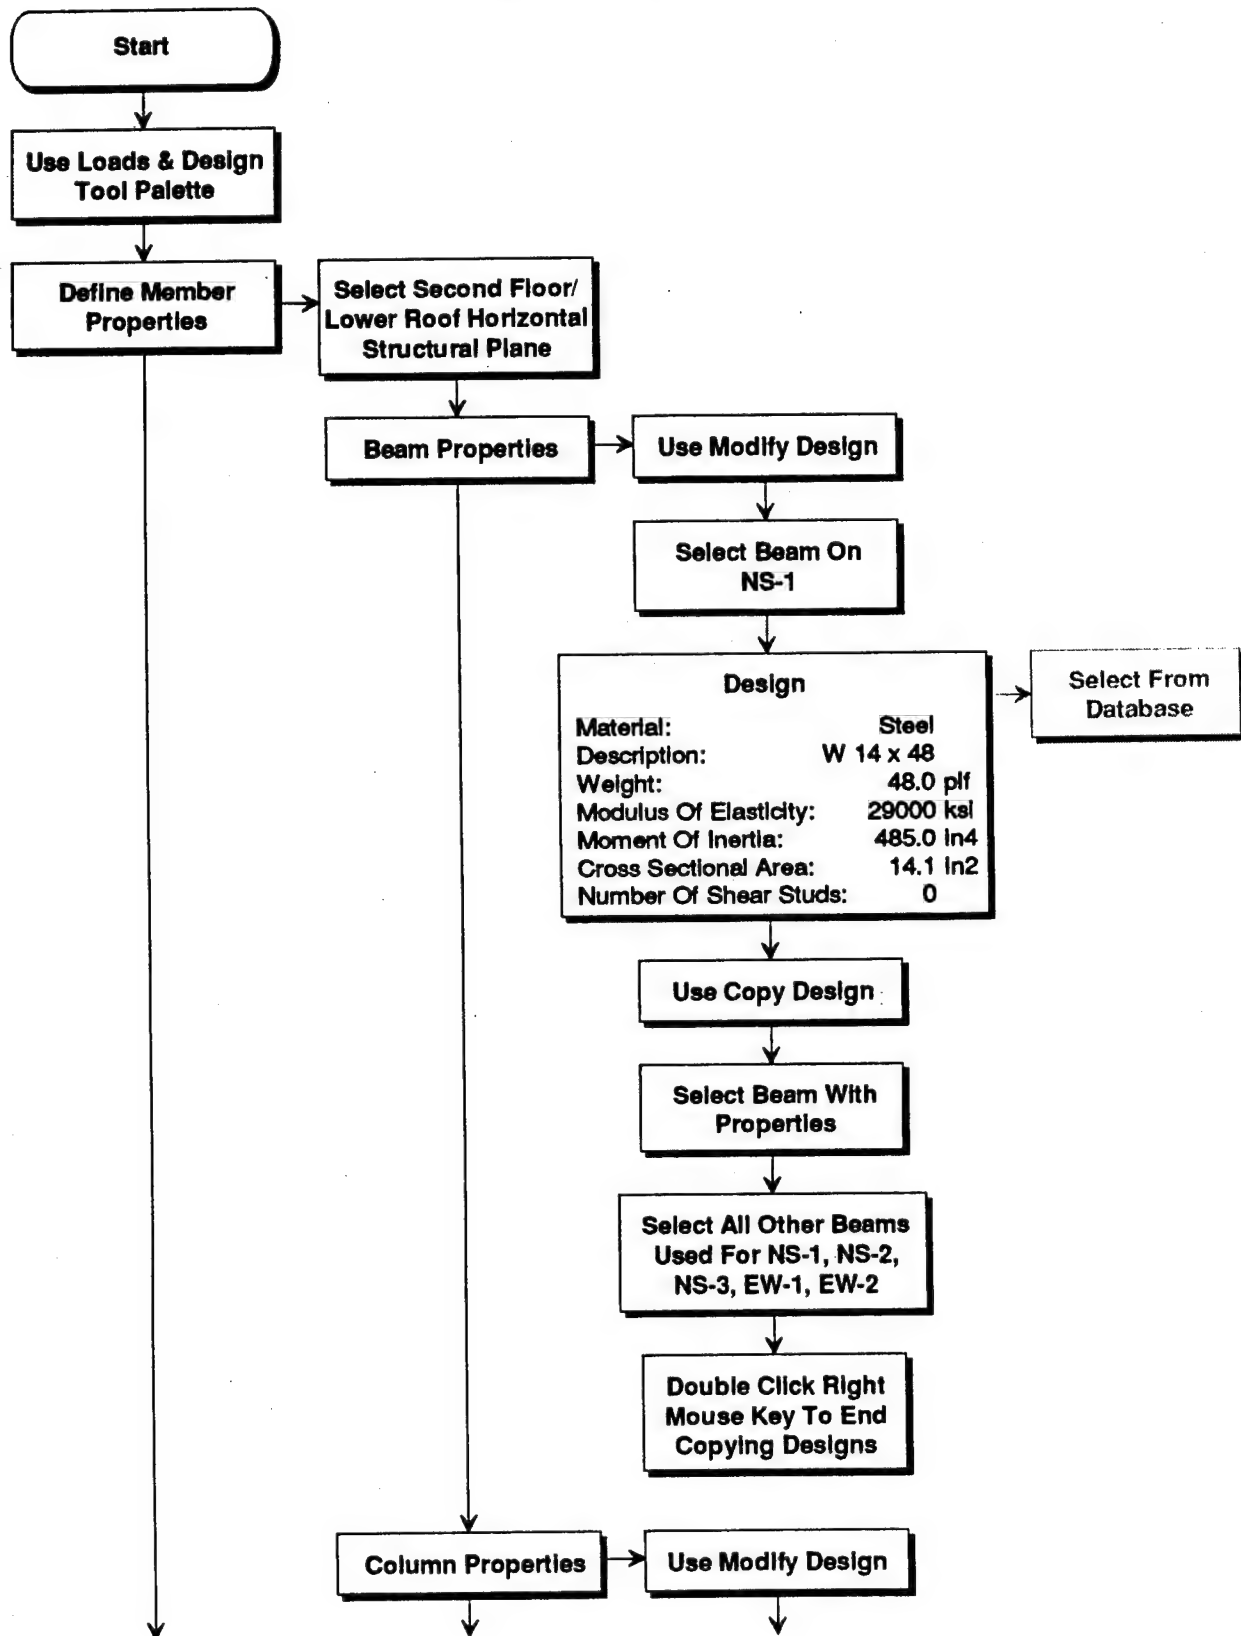 Start
Use Loads & Design
Tool Palette
Define Member
Properties
Select Second Floor/
Lower Roof Horizontal
Structural Plane
Beam Properties
Use Modify Design
Select Beam On
NS-1
Design
Material: Steel
Description: W 14 x 48
Weight: 48.0 plf
Modulus Of Elasticity: 29000 ksi
Moment Of Inertia: 485.0 in4
Cross Sectional Area: 14.1 in2
Number Of Shear Studs: 0
Select From
Database
Use Copy Design
Select Beam With
Properties
Select All Other Beams
Used For NS-1, NS-2,
NS-3, EW-1, EW-2
Double Click Right
Mouse Key To End
Copying Designs
Column Properties
Use Modify Design